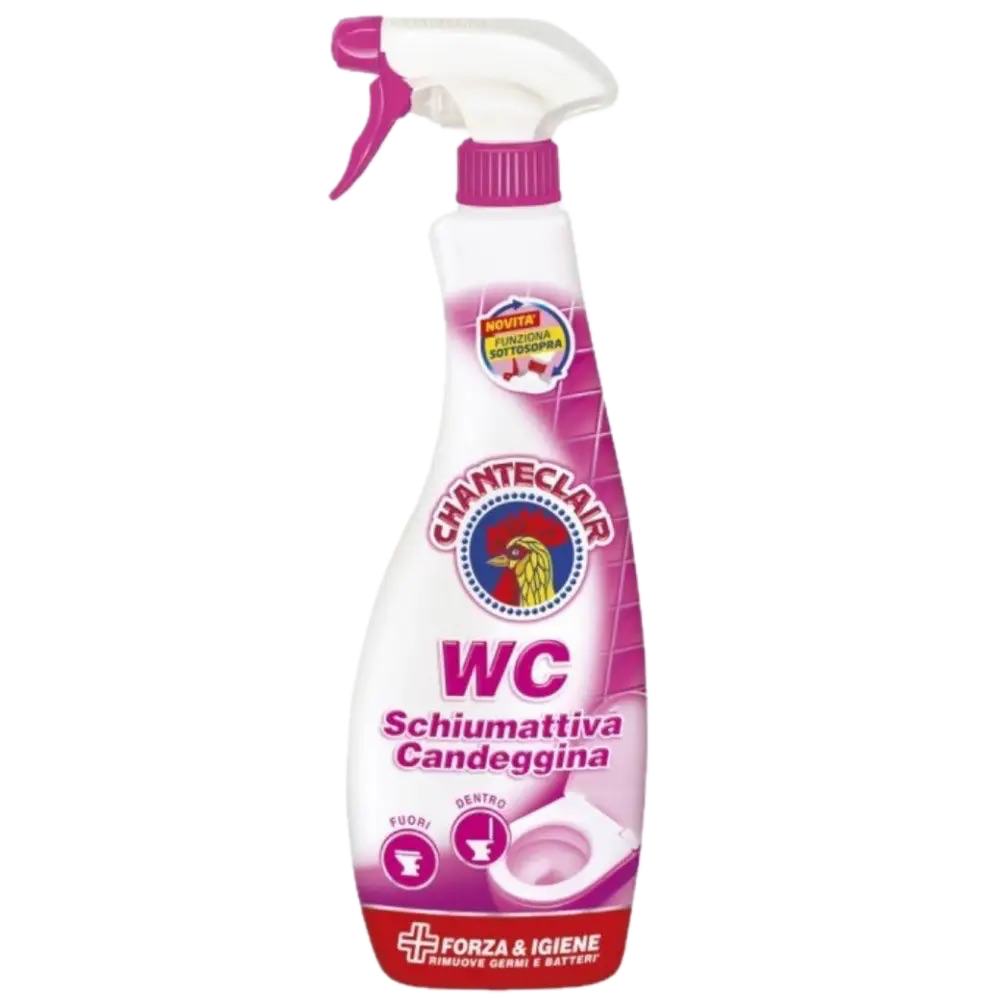 NOVITA'
FUNZIONA
SOTTOSOPRA
CHANTECLAIR
WC
Schiumattiva
Candeggina
FUORI
DENTRO
FORZA & IGIENE
RIMUOVE GERMI E BATTERI